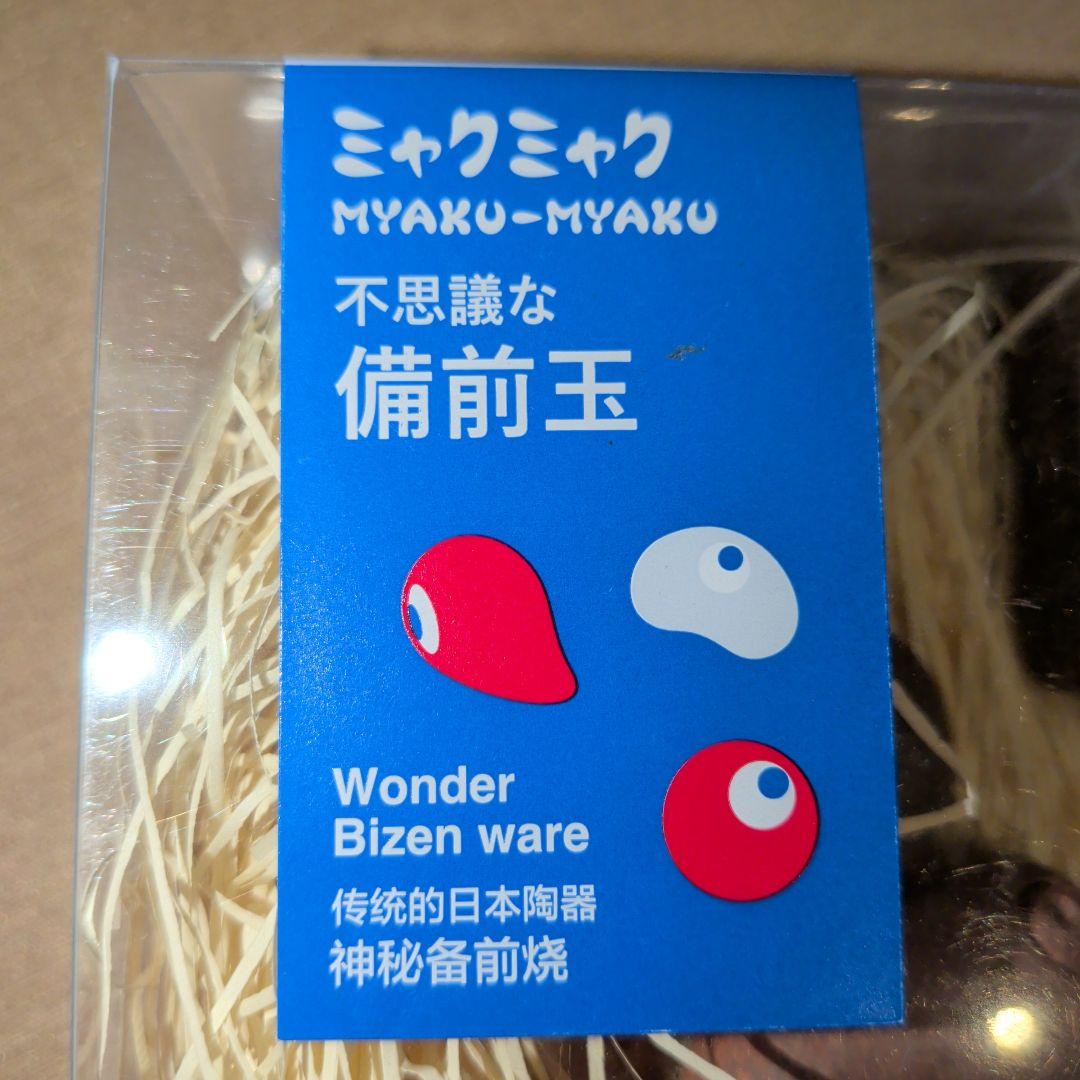 ミャクミャク
MYAKU-MYAKU
不思議な
備前玉
Wonder
Bizen ware
传统的日本陶器
神秘备前烧